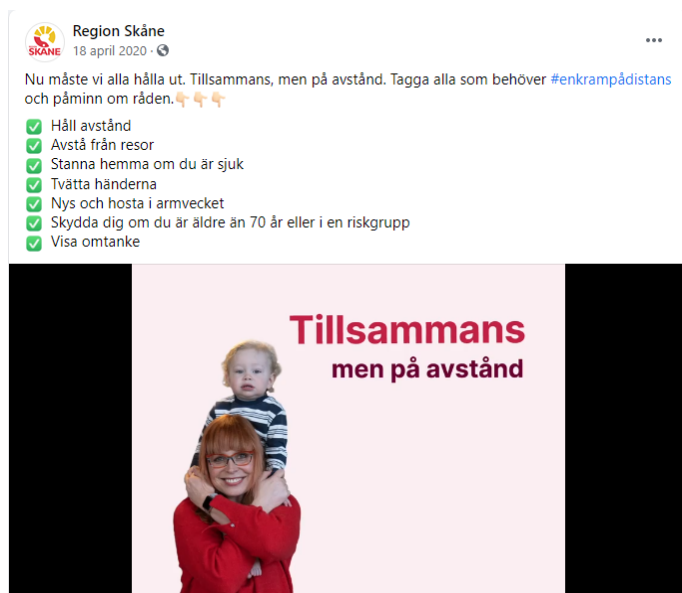 Region Skåne
SKÅNE
18 april 2020 ·
Nu måste vi alla hålla ut. Tillsammans, men på avstånd. Tagga alla som behöver #enkrampådistans
och påminn om råden.👇🏻👇🏻👇🏻
✅ Håll avstånd
✅ Avstå från resor
✅ Stanna hemma om du är sjuk
✅ Tvätta händerna
✅ Nys och hosta i armvecket
✅ Skydda dig om du är äldre än 70 år eller i en riskgrupp
✅ Visa omtanke
Tillsammans
men på avstånd